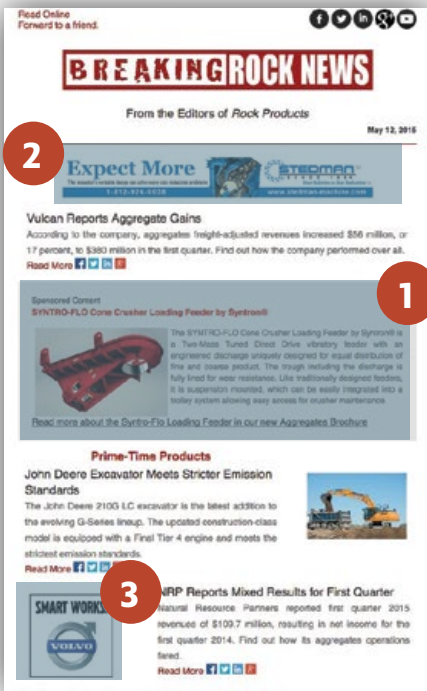 Read Online
Forward to a friend.
BREAKING ROCK NEWS
From the Editors of Rock Products
May 12, 2015
2
Expect More
STEDMAN
www.stedman-machine.com
Vulcan Reports Aggregate Gains
According to the company, aggregates freight-adjusted revenues increased $56 million, or
17 percent, to $380 million in the first quarter. Find out how the company performed over all.
Read More
1
Sponsored Content
SYNTRO-FLO Cone Crusher Loading Feeder by Syntron®
The SYNTRO-FLO Cone Crusher Loading Feeder by Syntron® is
a Two-Mass Tuned Direct Drive vibratory feeder with an
engineered discharge uniquely designed for equal distribution of
fine and coarse product. The trough including the discharge is
fully lined for wear resistance. Like traditionally designed feeders,
it is suspension mounted, which can be easily integrated into a
trolley system allowing easy access for crusher maintenance.
Read more about the Syntro-Flo Loading Feeder in our new Aggregates Brochure
Prime-Time Products
John Deere Excavator Meets Stricter Emission
Standards
The John Deere 210G LC excavator is the latest addition to
the evolving G-Series lineup. The updated construction-class
model is equipped with a Final Tier 4 engine and meets the
strictest emission standards.
Read More
3
SMART WORKS
VOLVO
NRP Reports Mixed Results for First Quarter
Natural Resource Partners reported first quarter 2015
revenues of $109.7 million, resulting in net income for the
first quarter 2014. Find out how its aggregates operations
fared.
Read More